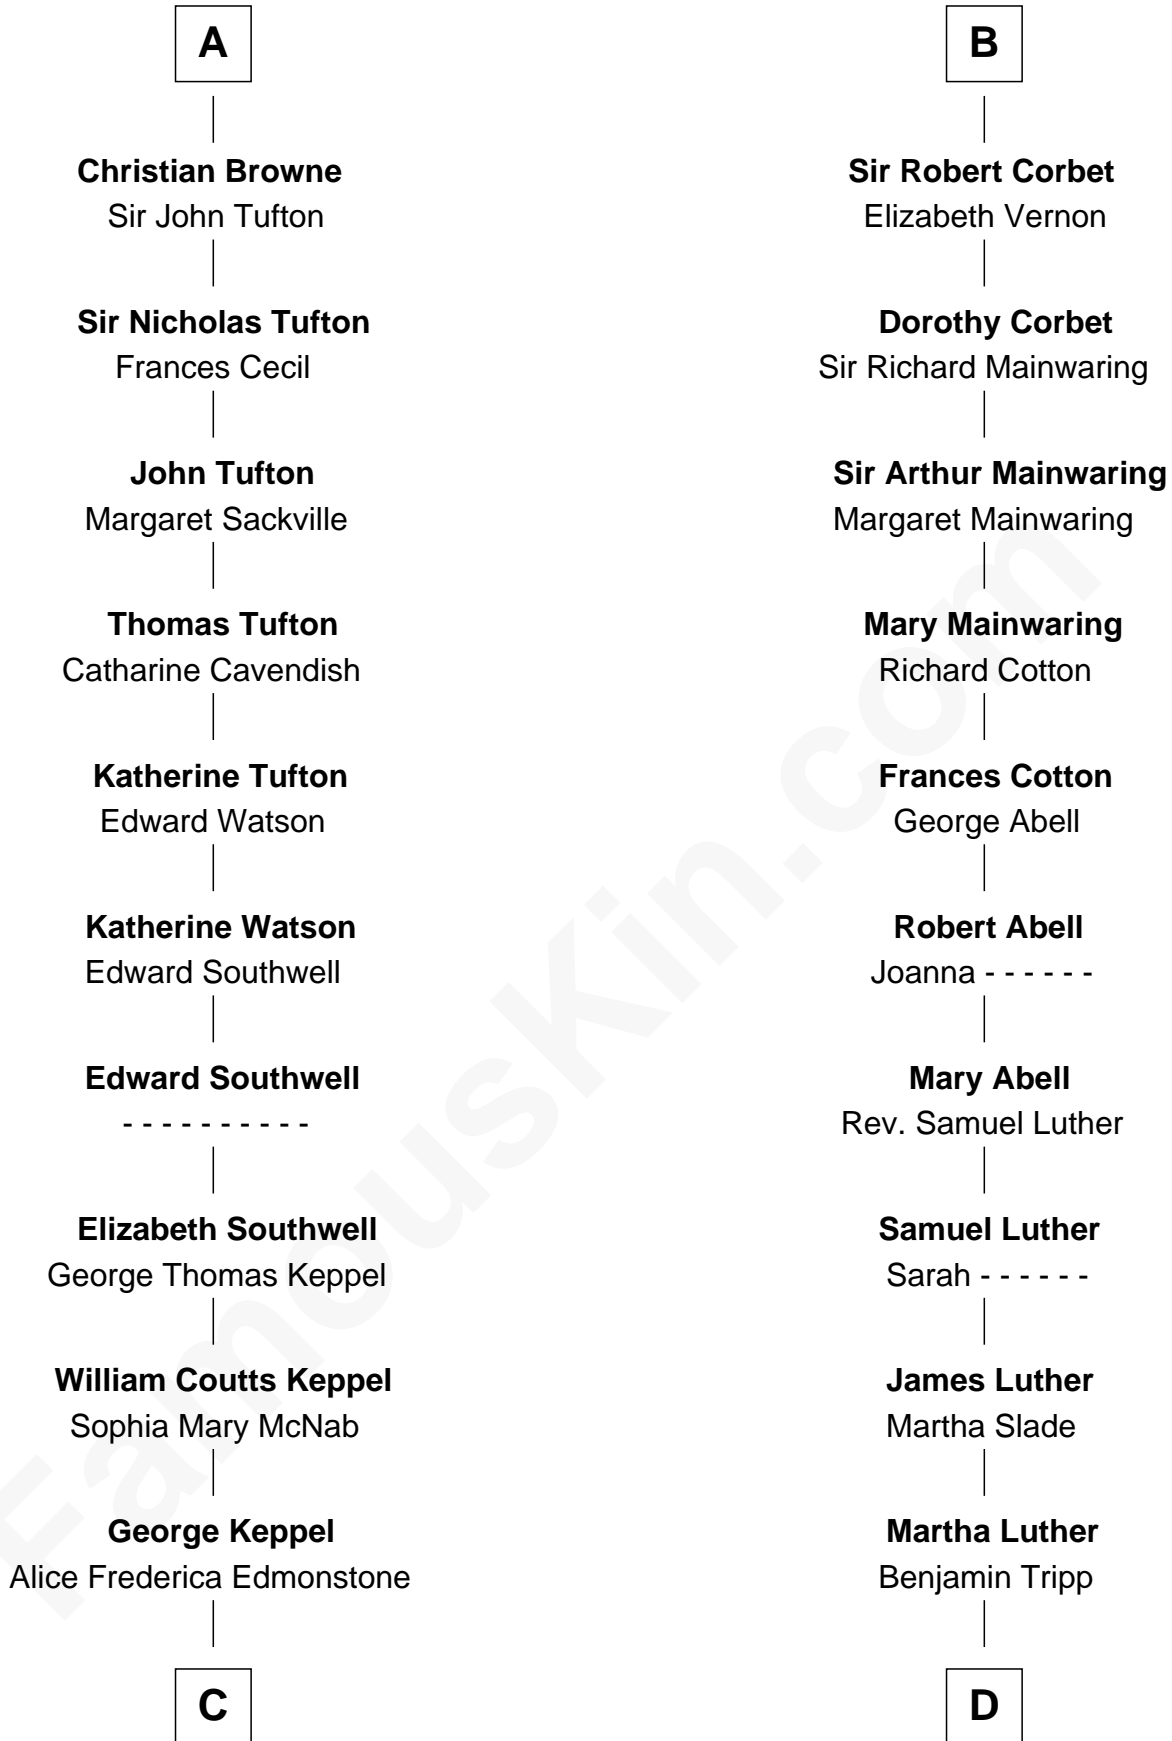 A
Christian Browne
Sir John Tufton
Sir Nicholas Tufton
Frances Cecil
John Tufton
Margaret Sackville
Thomas Tufton
Catharine Cavendish
Katherine Tufton
Edward Watson
Katherine Watson
Edward Southwell
Edward Southwell
- - - - - - - - - -
Elizabeth Southwell
George Thomas Keppel
William Coutts Keppel
Sophia Mary McNab
George Keppel
Alice Frederica Edmonstone
C
B
Sir Robert Corbet
Elizabeth Vernon
Dorothy Corbet
Sir Richard Mainwaring
Sir Arthur Mainwaring
Margaret Mainwaring
Mary Mainwaring
Richard Cotton
Frances Cotton
George Abell
Robert Abell
Joanna - - - - - -
Mary Abell
Rev. Samuel Luther
Samuel Luther
Sarah - - - - - -
James Luther
Martha Slade
Martha Luther
Benjamin Tripp
D
FamousKin.com